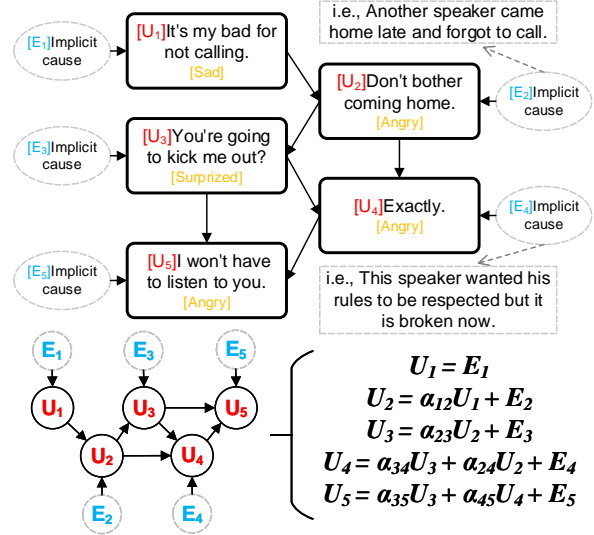 [E1]Implicit
cause
[U1]It's my bad for
not calling.
[Sad]
i.e., Another speaker came
home late and forgot to call.
[U2]Don't bother
coming home.
[Angry]
[E2]Implicit
cause
[E3]Implicit
cause
[U3]You're going
to kick me out?
[Surprized]
[U4]Exactly.
[Angry]
[E4]Implicit
cause
[E5]Implicit
cause
[U5]I won't have
to listen to you.
[Angry]
i.e., This speaker wanted his
rules to be respected but it
is broken now.
E1
E3
E5
U1
U3
U5
U2
U4
E2
E4
U1 = E1
U2 = α12U1 + E2
U3 = α23U2 + E3
U4 = α34U3 + α24U2 + E4
U5 = α35U3 + α45U4 + E5